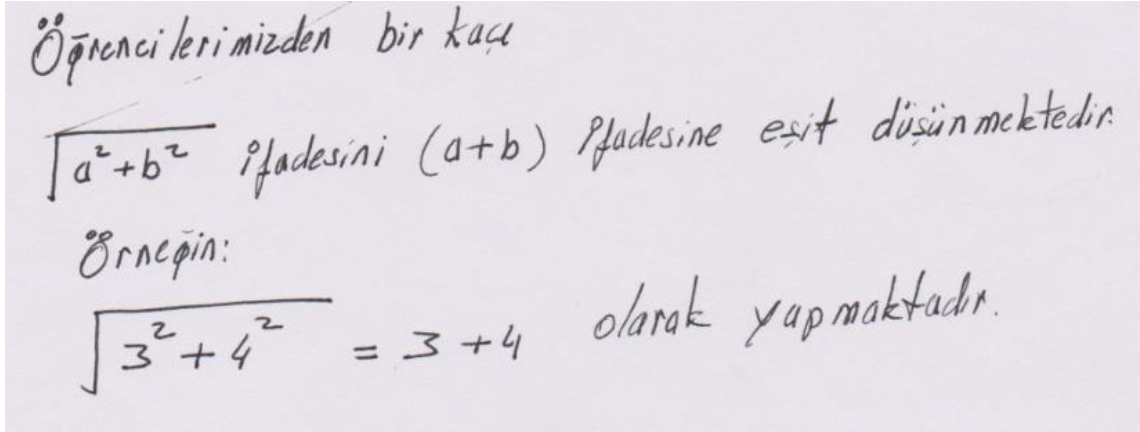 Öğrencilerimizden bir kaçı
√a²+b² ifadesini (a+b) ifadesine eşit düşünmektedir.
Örneğin:
√3²+4² = 3+4 olarak yapmaktadır.